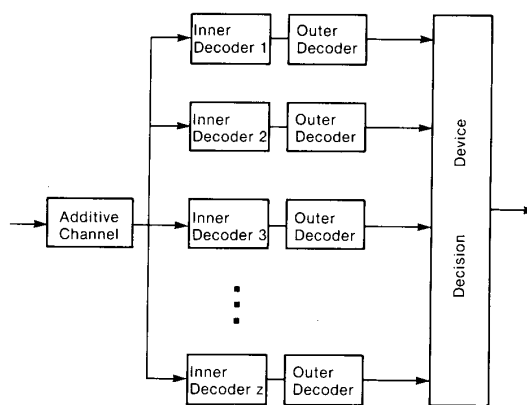 Inner
Decoder 1
Outer
Decoder
Inner
Decoder 2
Outer
Decoder
Additive
Channel
Inner
Decoder 3
Outer
Decoder
Inner
Decoder z
Outer
Decoder
Decision Device